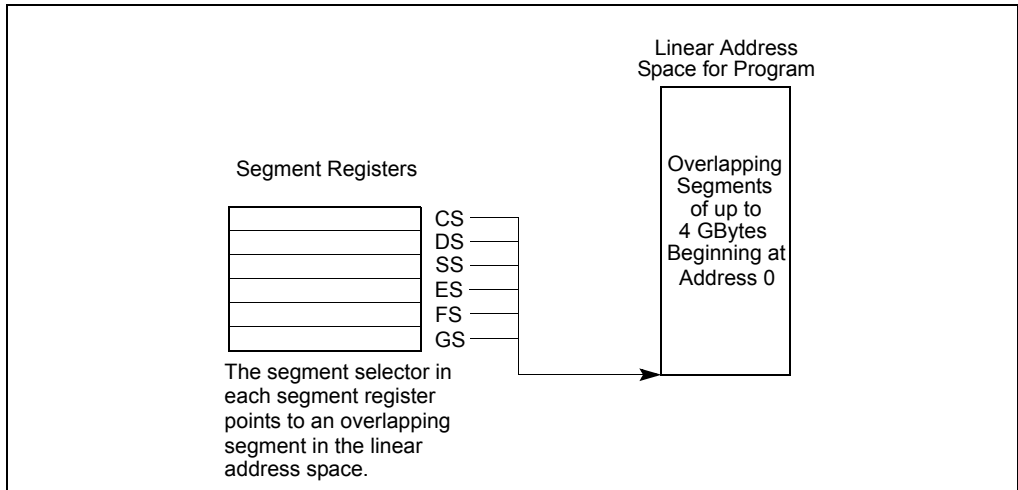 Linear Address
Space for Program
Overlapping
Segments
of up to
4 GBytes
Beginning at
Address 0
Segment Registers
CS
DS
SS
ES
FS
GS
The segment selector in
each segment register
points to an overlapping
segment in the linear
address space.